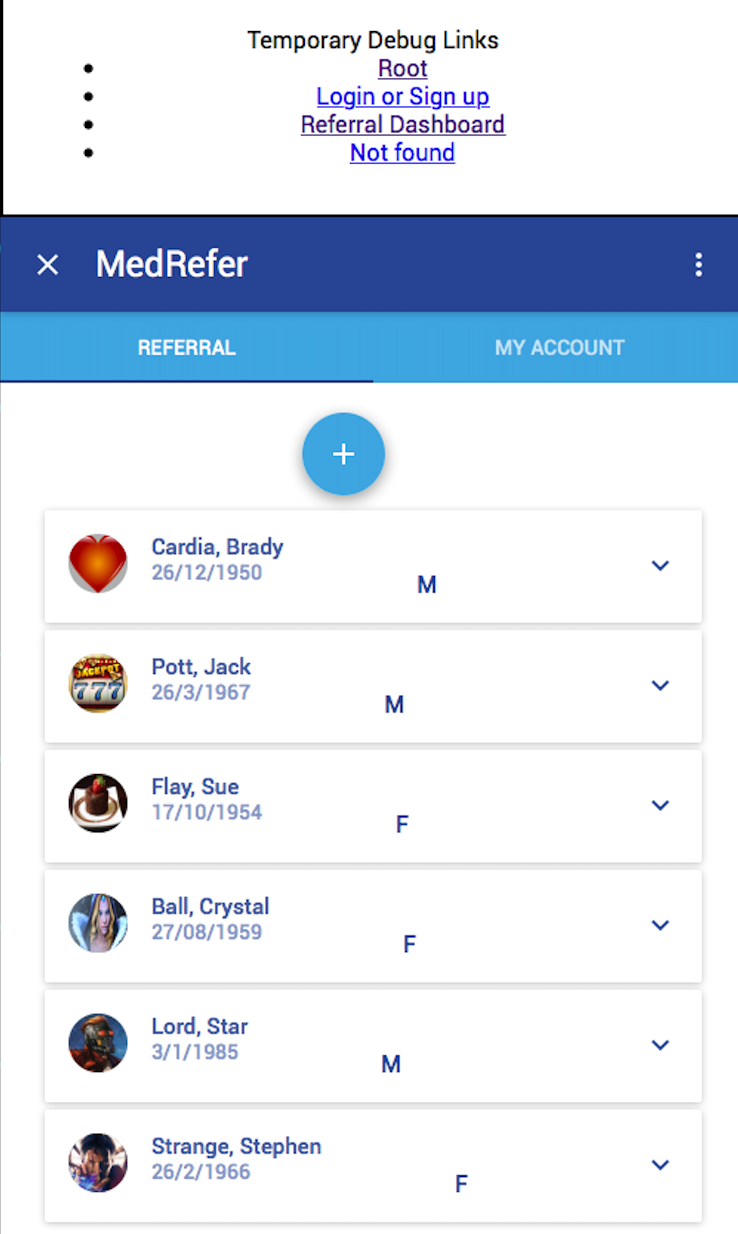 Temporary Debug Links
Root
Login or Sign up
Referral Dashboard
Not found
MedRefer
REFERRAL MY ACCOUNT
Cardia, Brady
26/12/1950
M
JACKPOT
777
Pott, Jack
26/3/1967
M
Flay, Sue
17/10/1954
F
Ball, Crystal
27/08/1959
F
Lord, Star
3/1/1985
M
Strange, Stephen
26/2/1966
F